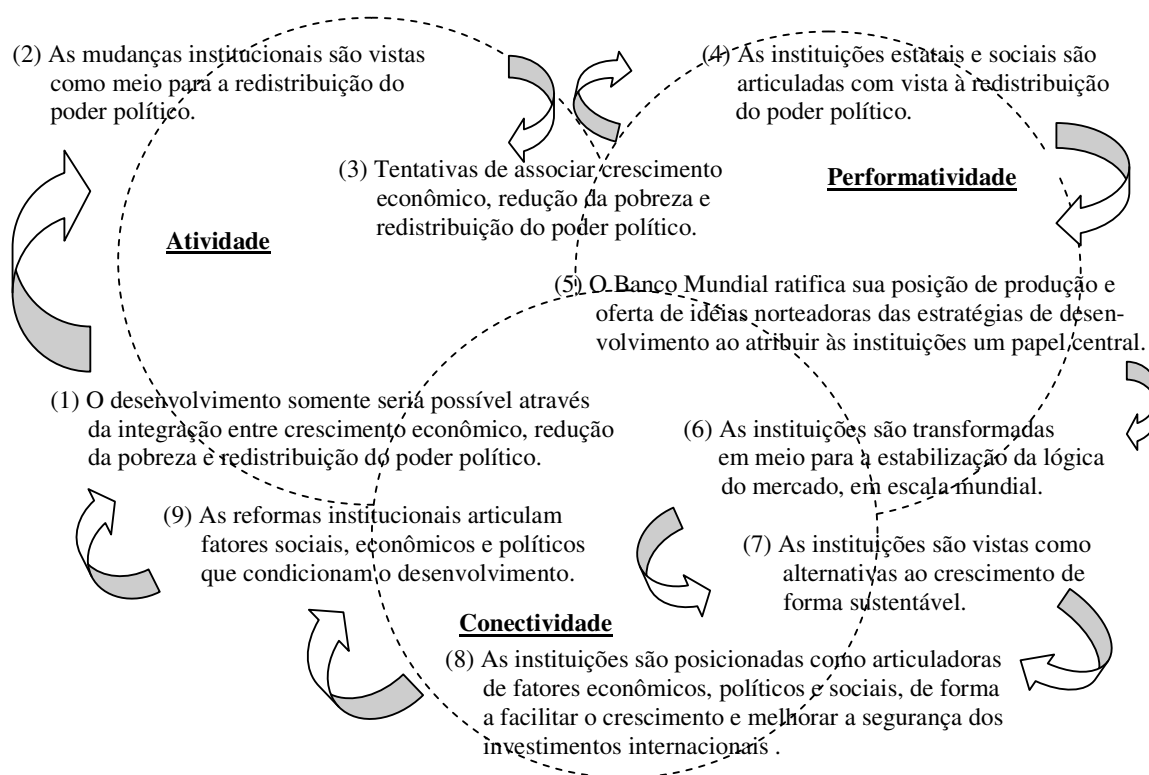 (2) As mudanças institucionais são vistas
como meio para a redistribuição do
poder político.
(4) As instituições estatais e sociais são
articuladas com vista à redistribuição
do poder político.
(3) Tentativas de associar crescimento
econômico, redução da pobreza e
redistribuição do poder político.
Performatividade
Atividade
(5) O Banco Mundial ratifica sua posição de produção e
oferta de idéias norteadoras das estratégias de desen-
volvimento ao atribuir às instituições um papel central.
(1) O desenvolvimento somente seria possível através
da integração entre crescimento econômico, redução
da pobreza e redistribuição do poder político.
(6) As instituições são transformadas
em meio para a estabilização da lógica
do mercado, em escala mundial.
(9) As reformas institucionais articulam
fatores sociais, econômicos e políticos
que condicionam o desenvolvimento.
(7) As instituições são vistas como
alternativas ao crescimento de
forma sustentável.
Conectividade
(8) As instituições são posicionadas como articuladoras
de fatores econômicos, políticos e sociais, de forma
a facilitar o crescimento e melhorar a segurança dos
investimentos internacionais .